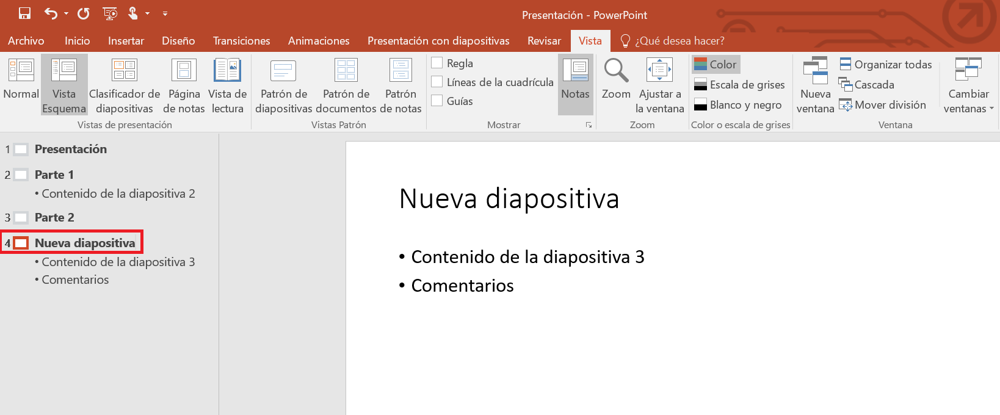 Presentación - PowerPoint
Archivo Inicio Insertar Diseño Transiciones Animaciones Presentación con diapositivas Revisar Vista ¿Qué desea hacer?
Normal
Vista Esquema
Clasificador de diapositivas
Página de notas
Vista de lectura
Vistas de presentación
Patrón de diapositivas
Patrón de documentos
Patrón de notas
Vistas Patrón
Regla
Líneas de la cuadrícula
Guías
Mostrar
Notas
Zoom
Ajustar a la ventana
Zoom
Color
Escala de grises
Blanco y negro
Color o escala de grises
Nueva ventana
Organizar todas
Cascada
Mover división
Cambiar ventanas
Ventana
1 Presentación
2 Parte 1
• Contenido de la diapositiva 2
3 Parte 2
4 Nueva diapositiva
• Contenido de la diapositiva 3
• Comentarios
Nueva diapositiva
• Contenido de la diapositiva 3
• Comentarios